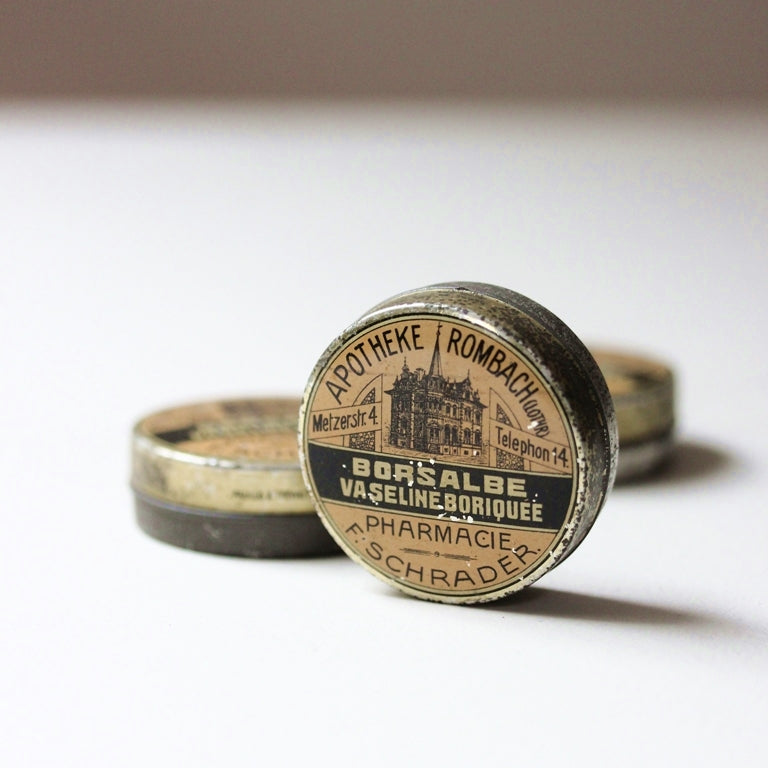 APOTHEKE ROMBACH (LOTHR)
Metzerstr. 4.
Telephon 14.
BORSALBE
VASELINE BORIQUÉE
PHARMACIE
F. SCHRADER.